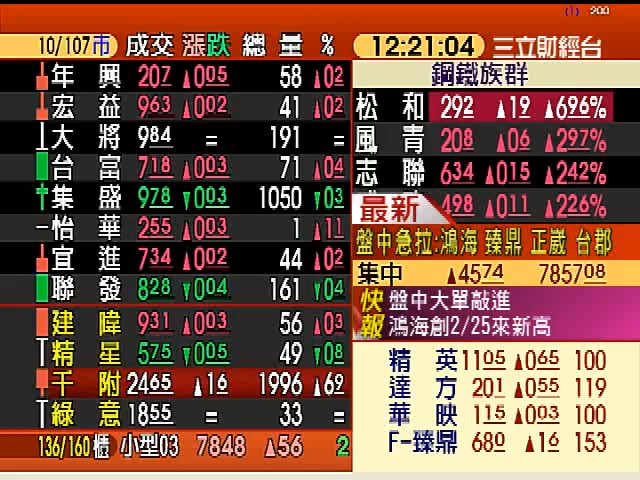 (1) 200
10/107市 成交 漲跌 總量 %
12:21:04 三立財經台
年興 207 ▲005 58 ▲02
宏益 963 ▲002 41 ▲02
大將 984 = 191 =
台富 718 ▲003 71 ▲04
集盛 978 ▼003 1050 ▼03
怡華 255 ▲003 1 ▲11
宜進 734 ▲002 44 ▲02
聯發 828 ▼004 161 ▼04
建暐 931 ▲003 56 ▲03
精星 575 ▼005 49 ▼08
千附 2465 ▲16 1996 ▲69
綠意 1855 = 33 =
136/160櫃 小型03 7848 ▲56 2
鋼鐵族群
松和 292 ▲19 ▲696%
風青 208 ▲06 ▲297%
志聯 634 ▲015 ▲242%
498 ▲011 ▲226%
最新
盤中急拉:鴻海 臻鼎 正崴 台郡
集中 ▲4574 785708
快報 盤中大單敲進
鴻海創2/25來新高
精英 1105 ▲065 100
達方 201 ▲055 119
華映 115 ▲003 100
F-臻鼎 680 ▲16 153